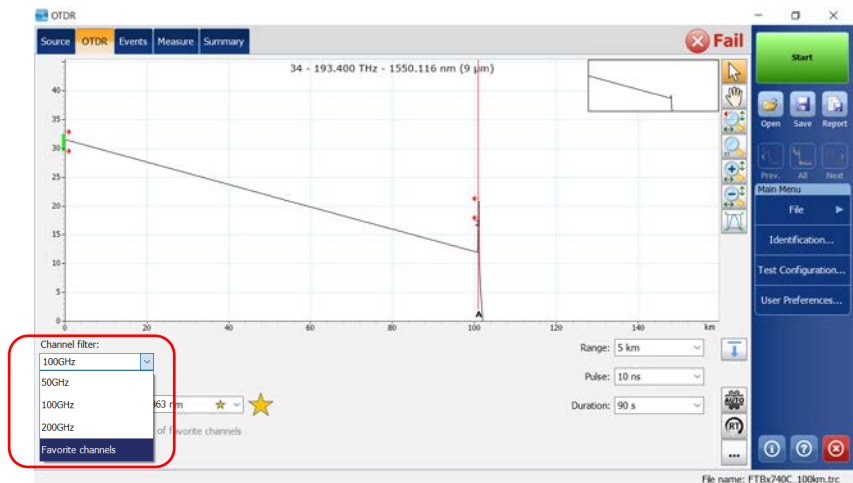 OTDR
Source OTDR Events Measure Summary
Fail
34 - 193.400 THz - 1550.116 nm (9 µm)
40
35
30
25
20
15
10
5
0
2
A
0 20 40 60 80 100 120 140 km
Channel filter:
100GHz
50GHz
100GHz
200GHz
Favorite channels
363 nm
of favorite channels
Range: 5 km
Pulse: 10 ns
Duration: 90 s
AUTO
RT
...
Start
Open Save Report
Prev. All Next
Main Menu
File
Identification...
Test Configuration...
User Preferences...
File name: FTBx740C_100km.trc